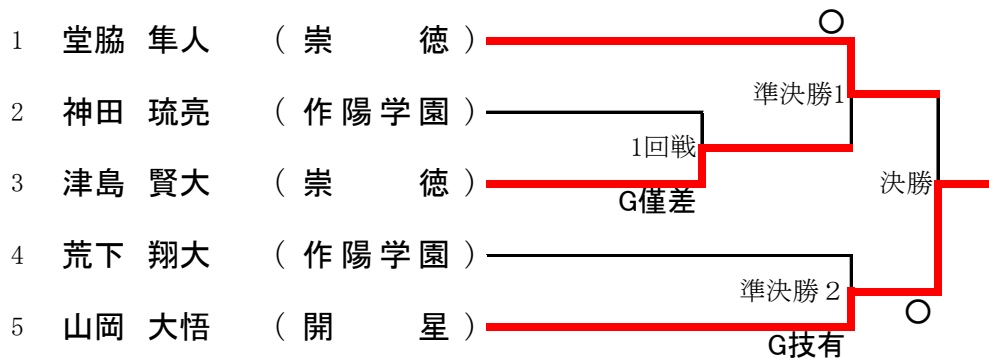 ○
1 堂脇 隼人 ( 崇 徳 )
準決勝1
2 神田 琉亮 ( 作陽学園 )
1回戦
3 津島 賢大 ( 崇 徳 )
決勝
G僅差
4 荒下 翔大 ( 作陽学園 )
準決勝２
○
5 山岡 大悟 ( 開 星 )
G技有